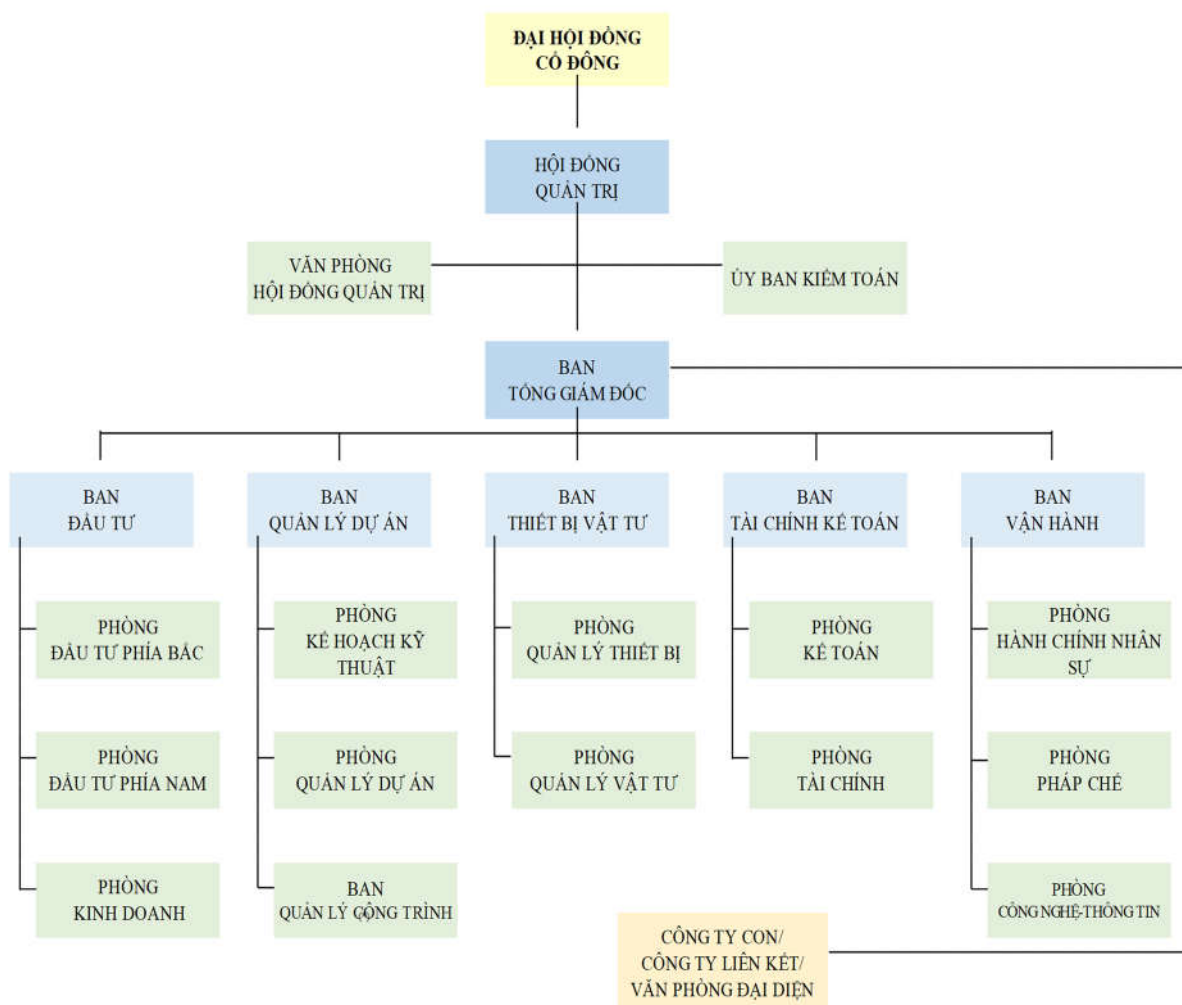 ĐẠI HỘI ĐỒNG
CỔ ĐÔNG
HỘI ĐỒNG
QUẢN TRỊ
VĂN PHÒNG
HỘI ĐỒNG QUẢN TRỊ
ỦY BAN KIỂM TOÁN
BAN
TỔNG GIÁM ĐỐC
BAN
ĐẦU TƯ
BAN
QUẢN LÝ DỰ ÁN
BAN
THIẾT BỊ VẬT TƯ
BAN
TÀI CHÍNH KẾ TOÁN
BAN
VẬN HÀNH
PHÒNG
ĐẦU TƯ PHÍA BẮC
PHÒNG
KẾ HOẠCH KỸ
THUẬT
PHÒNG
QUẢN LÝ THIẾT BỊ
PHÒNG
KẾ TOÁN
PHÒNG
HÀNH CHÍNH NHÂN
SỰ
PHÒNG
ĐẦU TƯ PHÍA NAM
PHÒNG
QUẢN LÝ DỰ ÁN
PHÒNG
QUẢN LÝ VẬT TƯ
PHÒNG
TÀI CHÍNH
PHÒNG
PHÁP CHẾ
PHÒNG
KINH DOANH
BAN
QUẢN LÝ CÔNG TRÌNH
PHÒNG
CÔNG NGHỆ-THÔNG TIN
CÔNG TY CON/
CÔNG TY LIÊN KẾT/
VĂN PHÒNG ĐẠI DIỆN